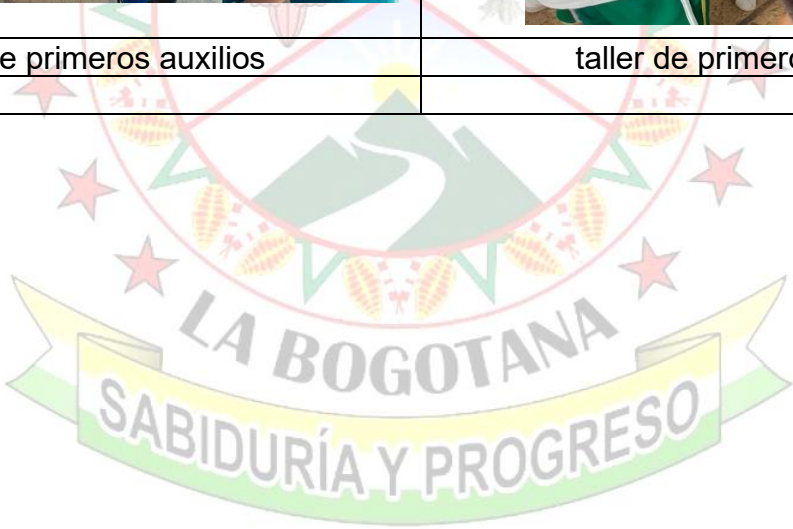 e primeros auxilios
taller de primero
LA BOGOTANA
SABIDURÍA Y PROGRESO